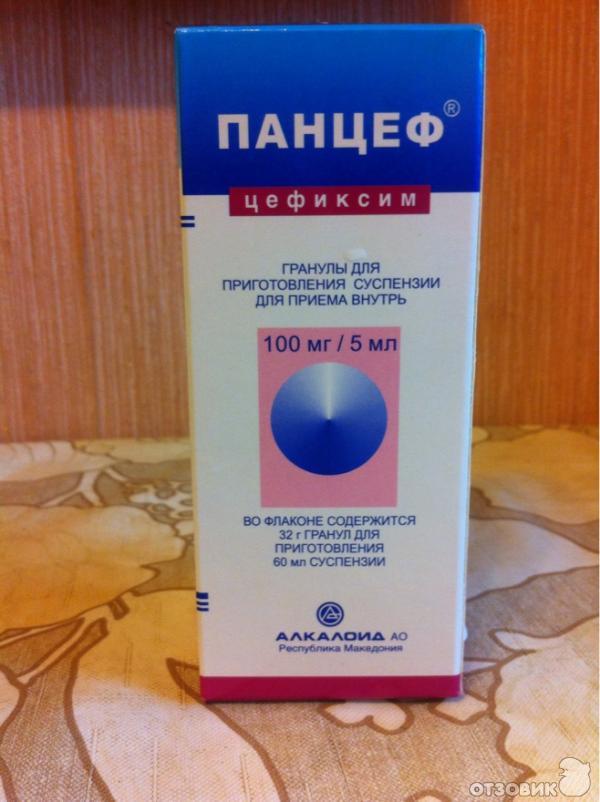 ПАНЦЕФ®
цефиксим
ГРАНУЛЫ ДЛЯ
ПРИГОТОВЛЕНИЯ СУСПЕНЗИИ
ДЛЯ ПРИЕМА ВНУТРЬ
100 мг / 5 мл
ВО ФЛАКОНЕ СОДЕРЖИТСЯ
32 г ГРАНУЛ ДЛЯ
ПРИГОТОВЛЕНИЯ
60 мл СУСПЕНЗИИ
АЛКАЛОИД АО
Республика Македония
ОТЗОВИК